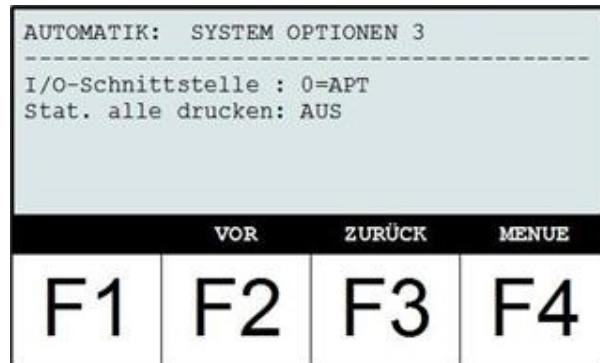 AUTOMATIK: SYSTEM OPTIONEN 3
-----------------------------------------
I/O-Schnittstelle : 0=APT
Stat. alle drucken: AUS
VOR ZURÜCK MENUE
F1 F2 F3 F4